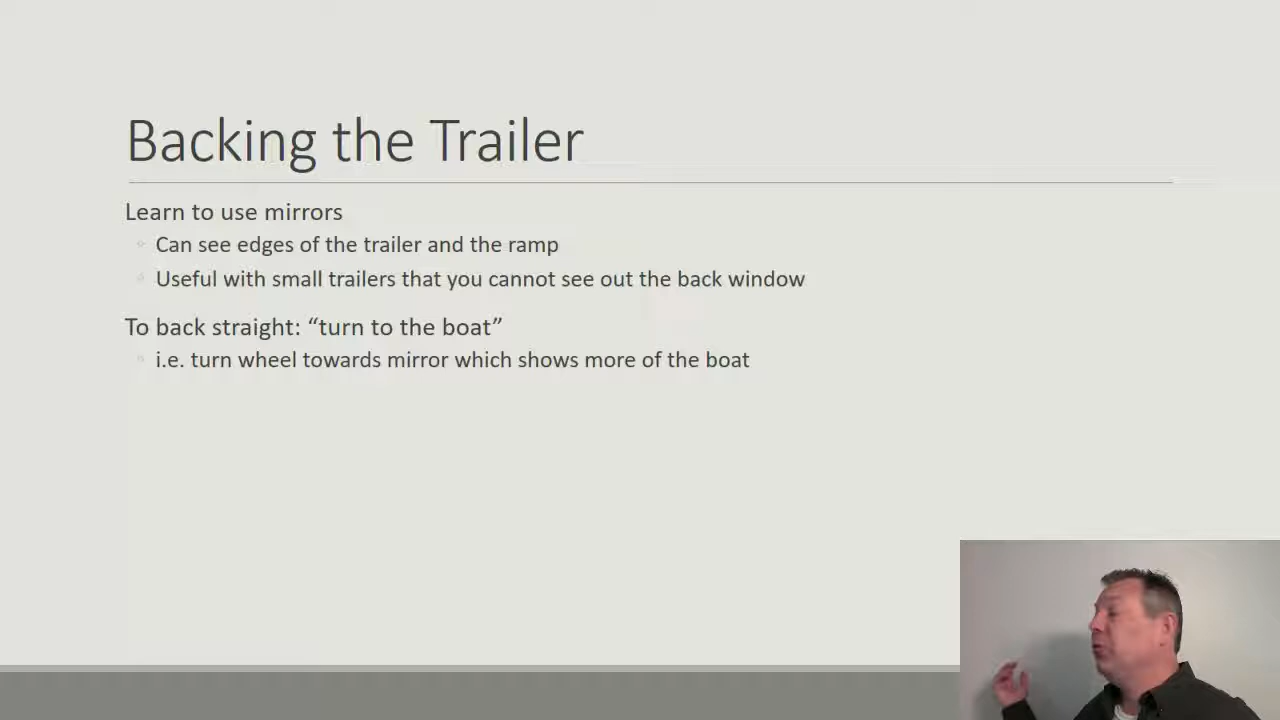 Backing the Trailer
Learn to use mirrors
Can see edges of the trailer and the ramp
Useful with small trailers that you cannot see out the back window
To back straight: “turn to the boat”
i.e. turn wheel towards mirror which shows more of the boat